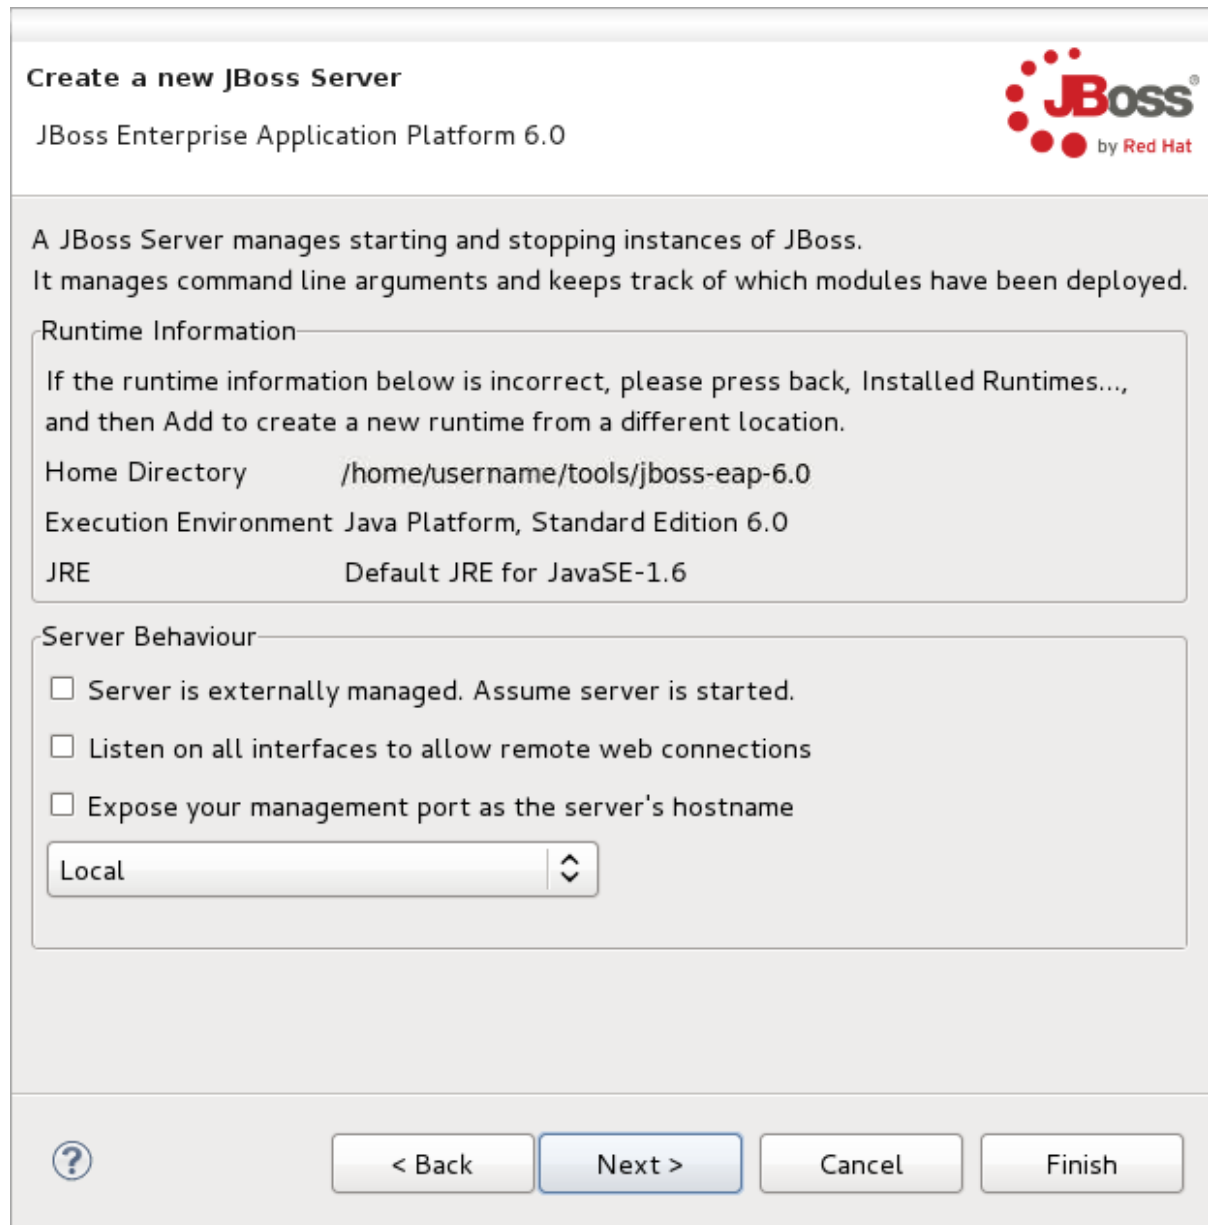 Create a new JBoss Server
JBoss Enterprise Application Platform 6.0
JBoss®
by Red Hat
A JBoss Server manages starting and stopping instances of JBoss.
It manages command line arguments and keeps track of which modules have been deployed.
Runtime Information
If the runtime information below is incorrect, please press back, Installed Runtimes...,
and then Add to create a new runtime from a different location.
Home Directory /home/username/tools/jboss-eap-6.0
Execution Environment Java Platform, Standard Edition 6.0
JRE Default JRE for JavaSE-1.6
Server Behaviour
Server is externally managed. Assume server is started.
Listen on all interfaces to allow remote web connections
Expose your management port as the server's hostname
Local
? < Back Next > Cancel Finish